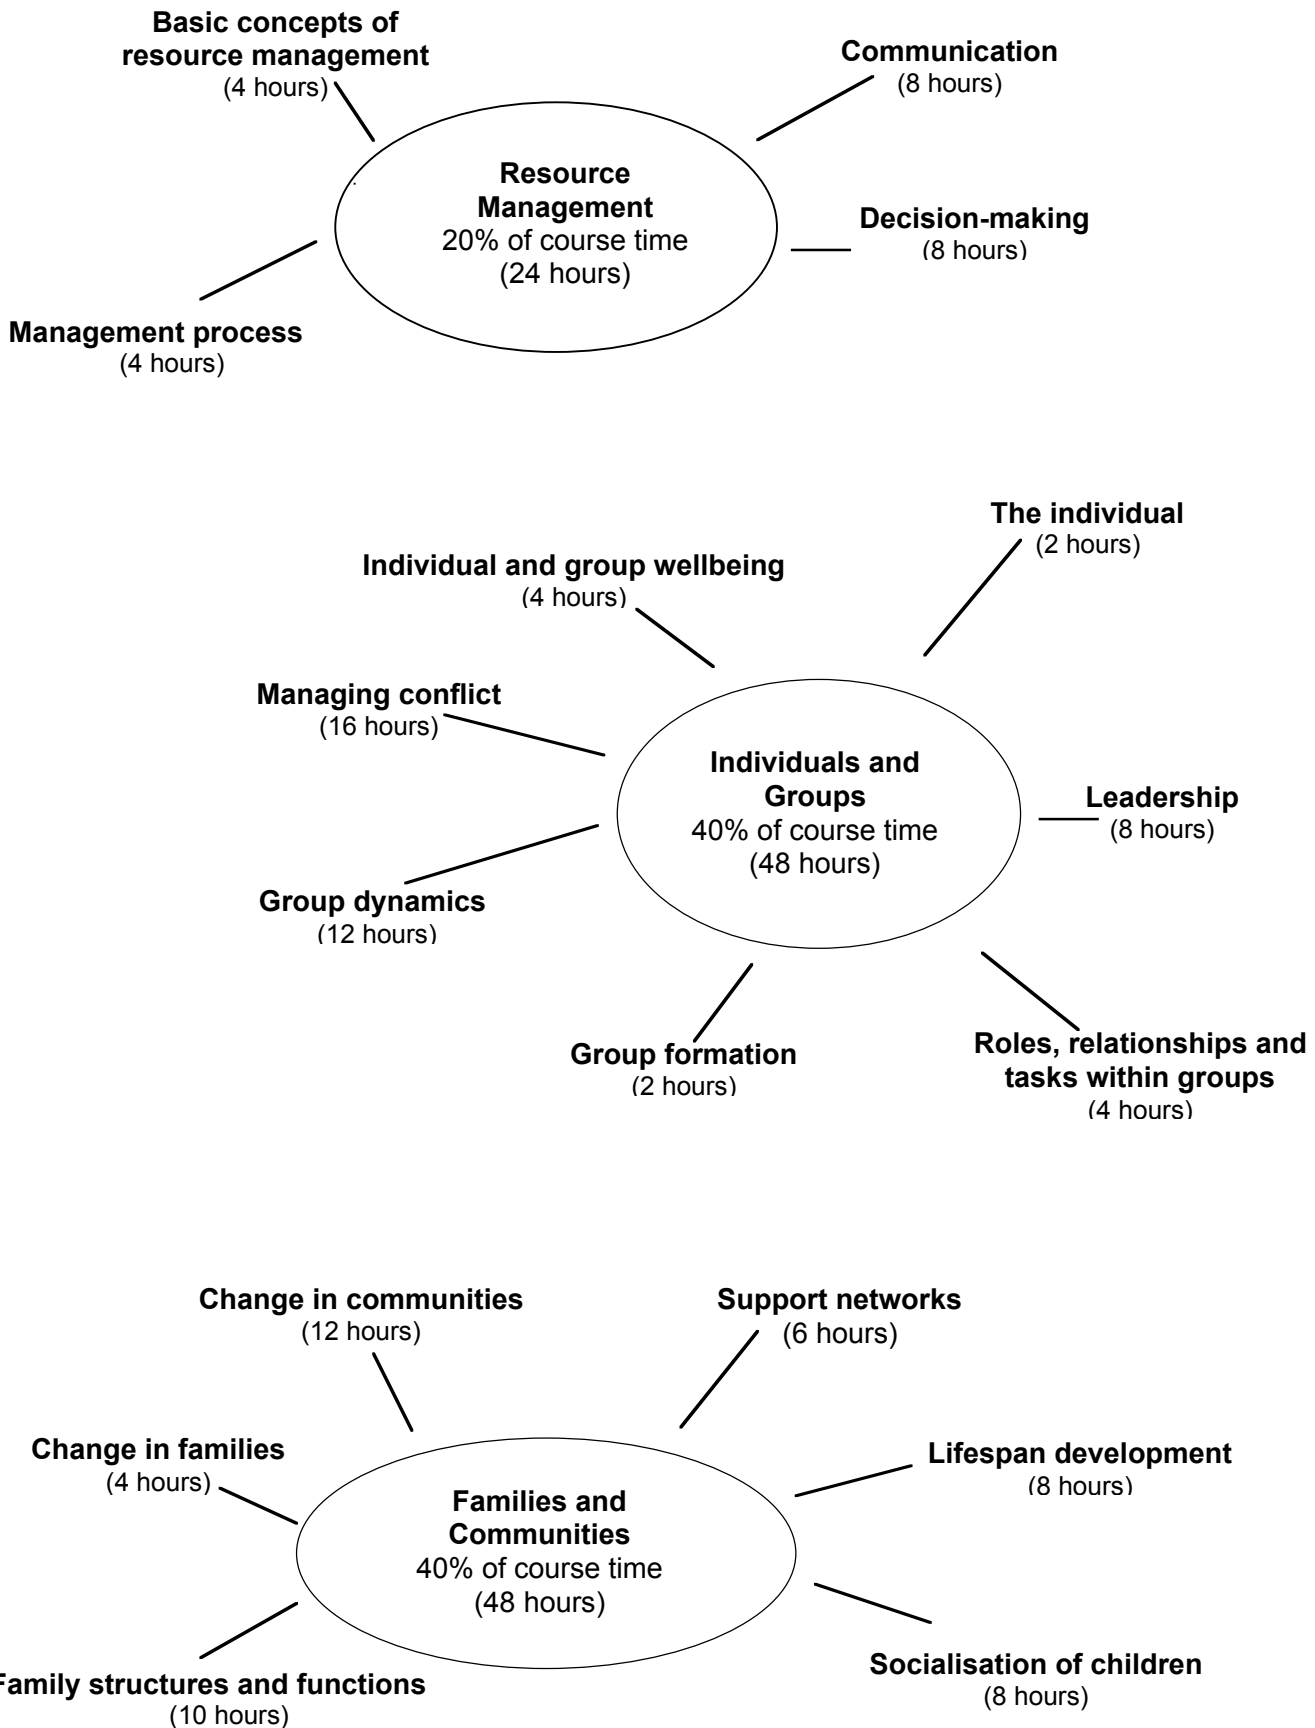 Basic concepts of
resource management
(4 hours)
Communication
(8 hours)
Resource
Management
20% of course time
(24 hours)
Decision-making
(8 hours)
Management process
(4 hours)
The individual
(2 hours)
Individual and group wellbeing
(4 hours)
Managing conflict
(16 hours)
Individuals and
Groups
40% of course time
(48 hours)
Leadership
(8 hours)
Group dynamics
(12 hours)
Group formation
(2 hours)
Roles, relationships and
tasks within groups
(4 hours)
Change in communities
(12 hours)
Support networks
(6 hours)
Change in families
(4 hours)
Lifespan development
(8 hours)
Families and
Communities
40% of course time
(48 hours)
Family structures and functions
(10 hours)
Socialisation of children
(8 hours)